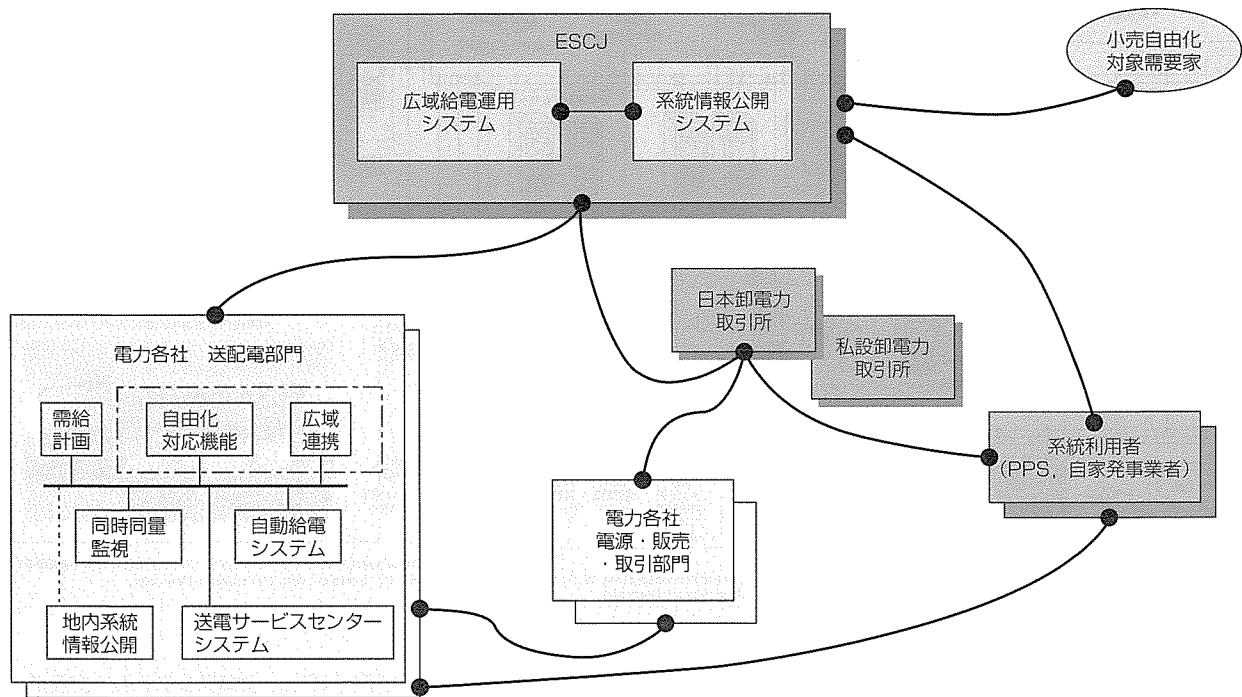 ESCJ
広域給電運用
システム
系統情報公開
システム
小売自由化
対象需要家
日本卸電力
取引所
私設卸電力
取引所
電力各社 送配電部門
需給
計画
自由化
対応機能
広域
連携
同時同量
監視
自動給電
システム
地内系統
情報公開
送電サービスセンター
システム
電力各社
電源・販売
・取引部門
系統利用者
(PPS，自家発事業者)